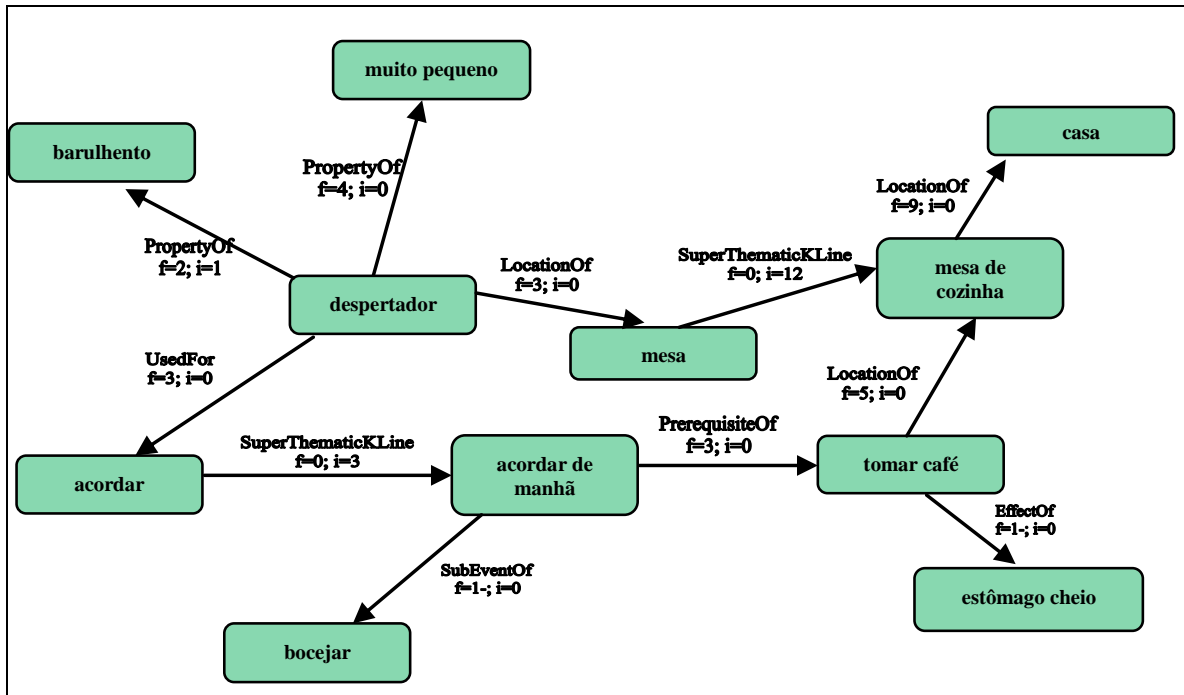 muito pequeno
casa
barulhento
PropertyOf
f=4; i=0
LocationOf
f=9; i=0
PropertyOf
f=2; i=1
LocationOf
f=3; i=0
SuperThematicKLine
f=0; i=12
mesa de
cozinha
despertador
mesa
UsedFor
f=3; i=0
LocationOf
f=5; i=0
SuperThematicKLine
f=0; i=3
PrerequisiteOf
f=3; i=0
acordar
acordar de
manhã
tomar café
EffectOf
f=1-; i=0
SubEventOf
f=1-; i=0
estômago cheio
bocejar